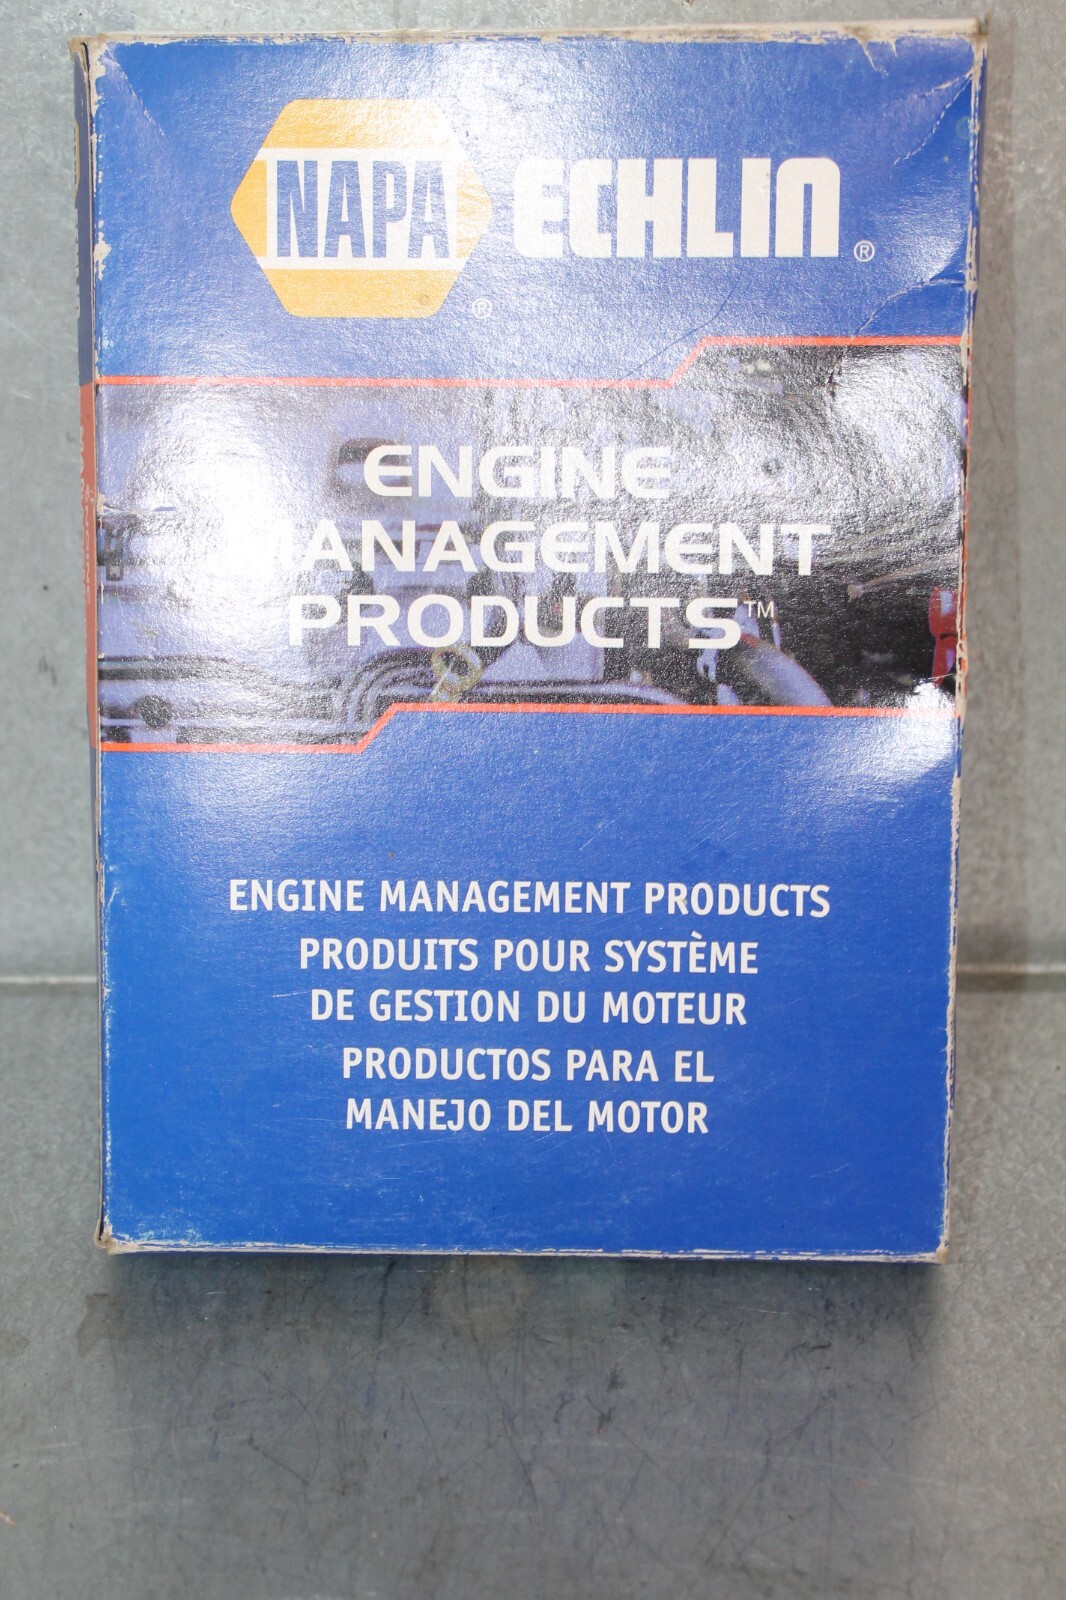 NAPA ECHLIN®
®
ENGINE
MANAGEMENT
PRODUCTS™
ENGINE MANAGEMENT PRODUCTS
PRODUITS POUR SYSTÈME
DE GESTION DU MOTEUR
PRODUCTOS PARA EL
MANEJO DEL MOTOR